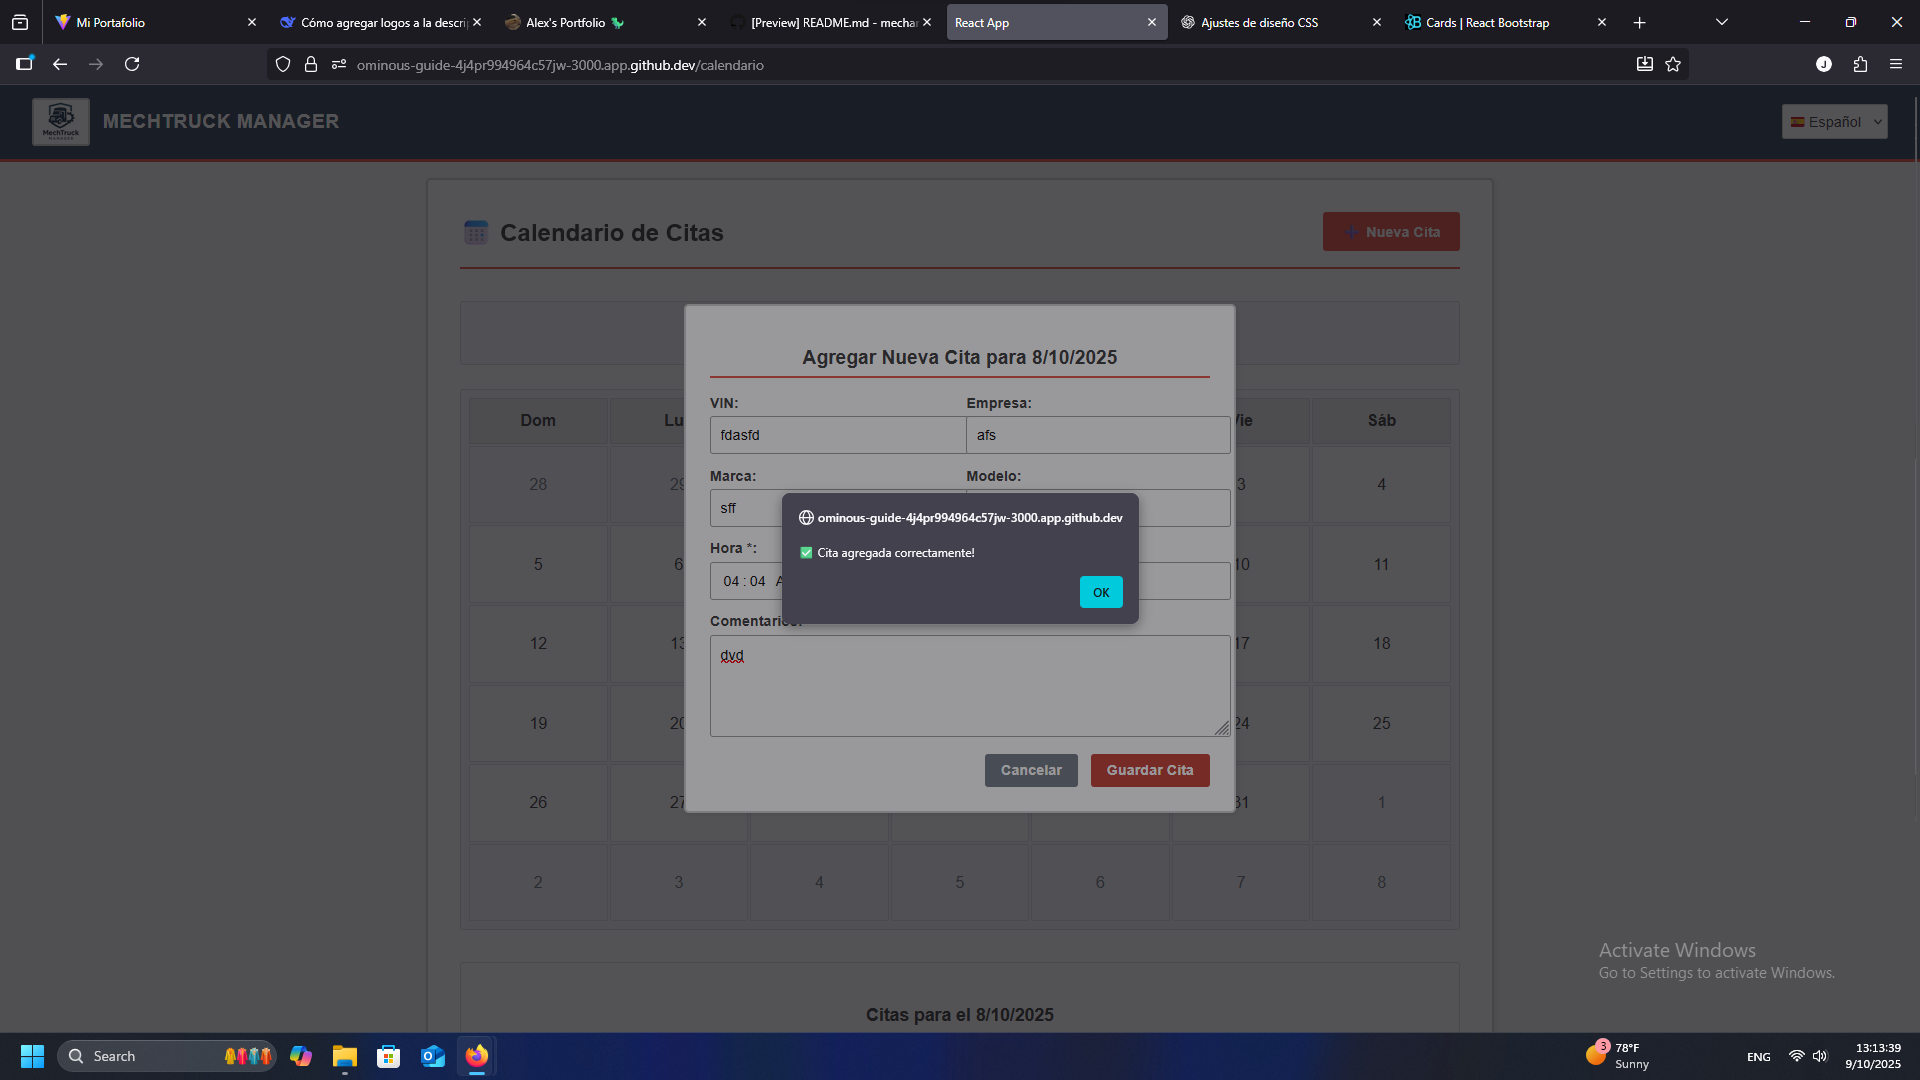 Mi Portafolio
Cómo agregar logos a la descrip
Alex's Portfolio 🦖
[Preview] README.md - mechan
React App
Ajustes de diseño CSS
Cards | React Bootstrap
ominous-guide-4j4pr994964c57jw-3000.app.github.dev/calendario
J
MechTruck
MECHTRUCK MANAGER
Español
Calendario de Citas
Nueva Cita
Agregar Nueva Cita para 8/10/2025
VIN:
Empresa:
fdasfd
afs
Marca:
Modelo:
sff
ominous-guide-4j4pr994964c57jw-3000.app.github.dev
✅ Cita agregada correctamente!
OK
Hora *:
04 : 04 A
Comentarios:
dvd
Cancelar
Guardar Cita
Dom
Lu
Vie
Sáb
28
29
3
4
5
6
10
11
12
13
17
18
19
20
24
25
26
27
31
1
2
3
4
5
6
7
8
Citas para el 8/10/2025
Activate Windows
Go to Settings to activate Windows.
Search
3
78°F
Sunny
ENG
13:13:39
9/10/2025